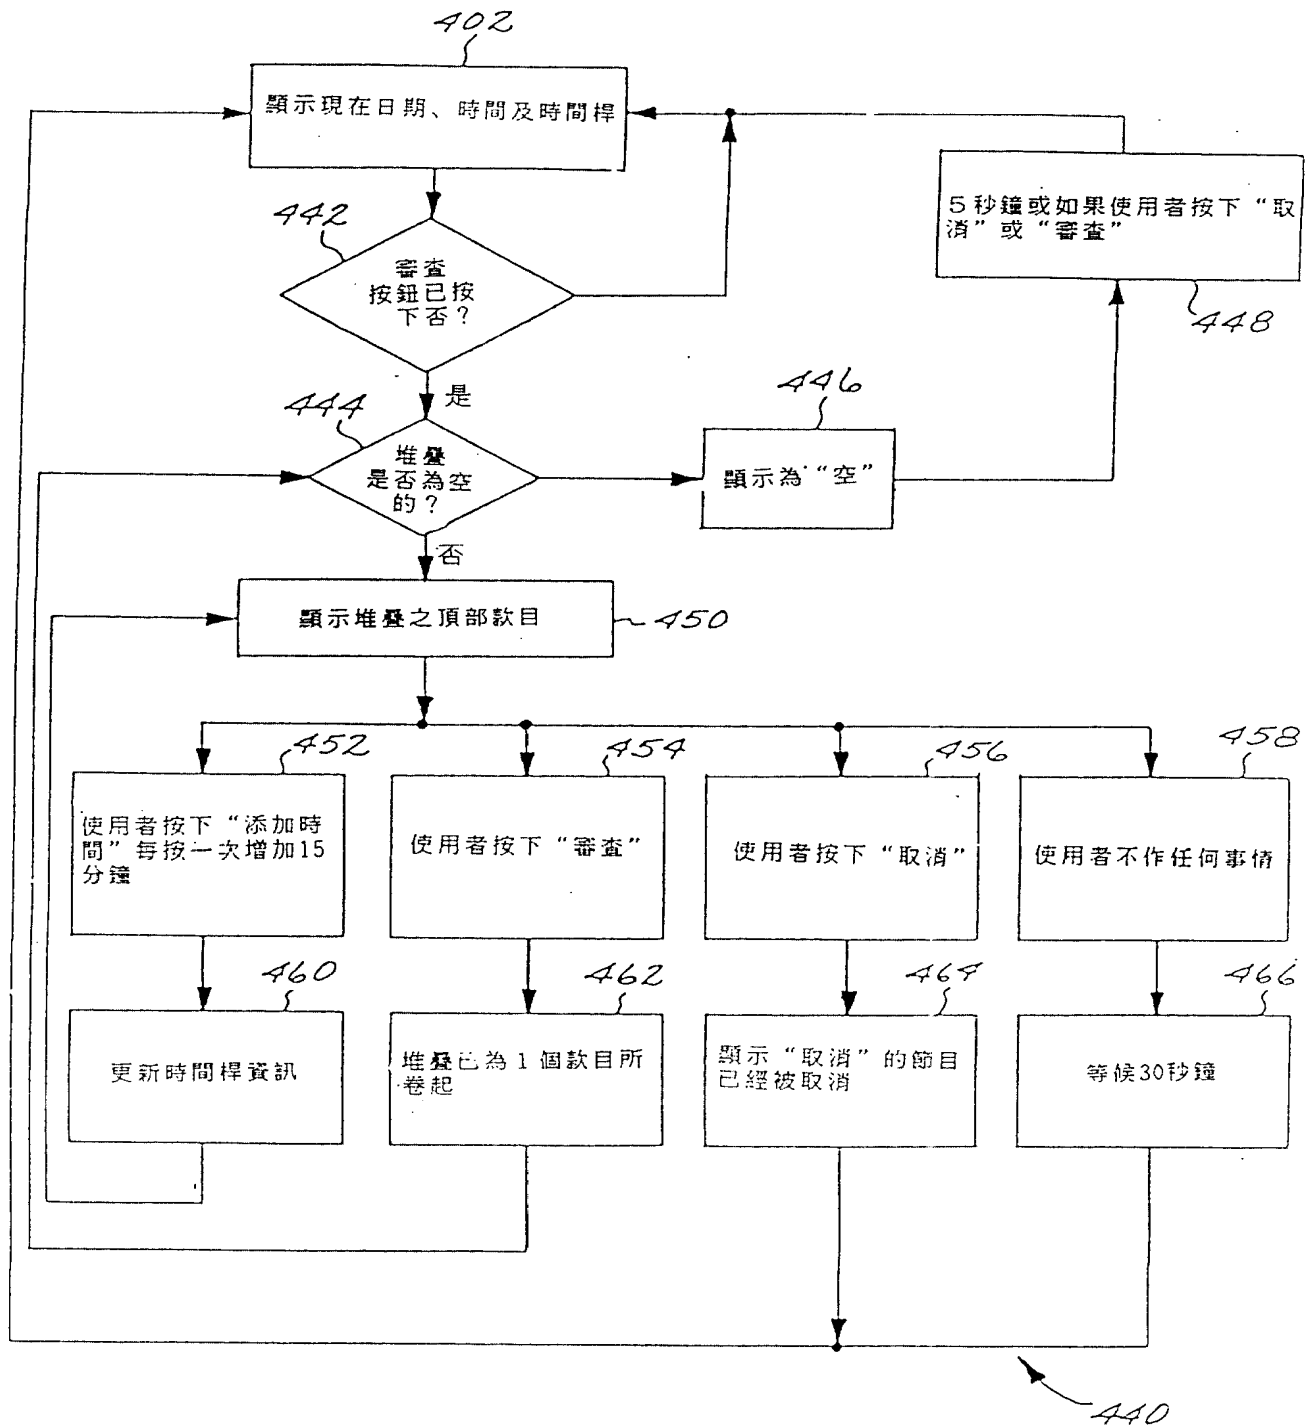 402
顯示現在日期、時間及時間桿
442
審查
按鈕已按
下否？
5秒鐘或如果使用者按下“取
消”或“審查”
448
是
444
堆疊
是否為空
的？
446
顯示為“空”
否
顯示堆疊之頂部款目
450
452
使用者按下“添加時
間”每按一次增加15
分鐘
454
使用者按下“審查”
456
使用者按下“取消”
458
使用者不作任何事情
460
更新時間桿資訊
462
堆疊已為1個款目所
卷起
464
顯示“取消”的節目
已經被取消
466
等候30秒鐘
440